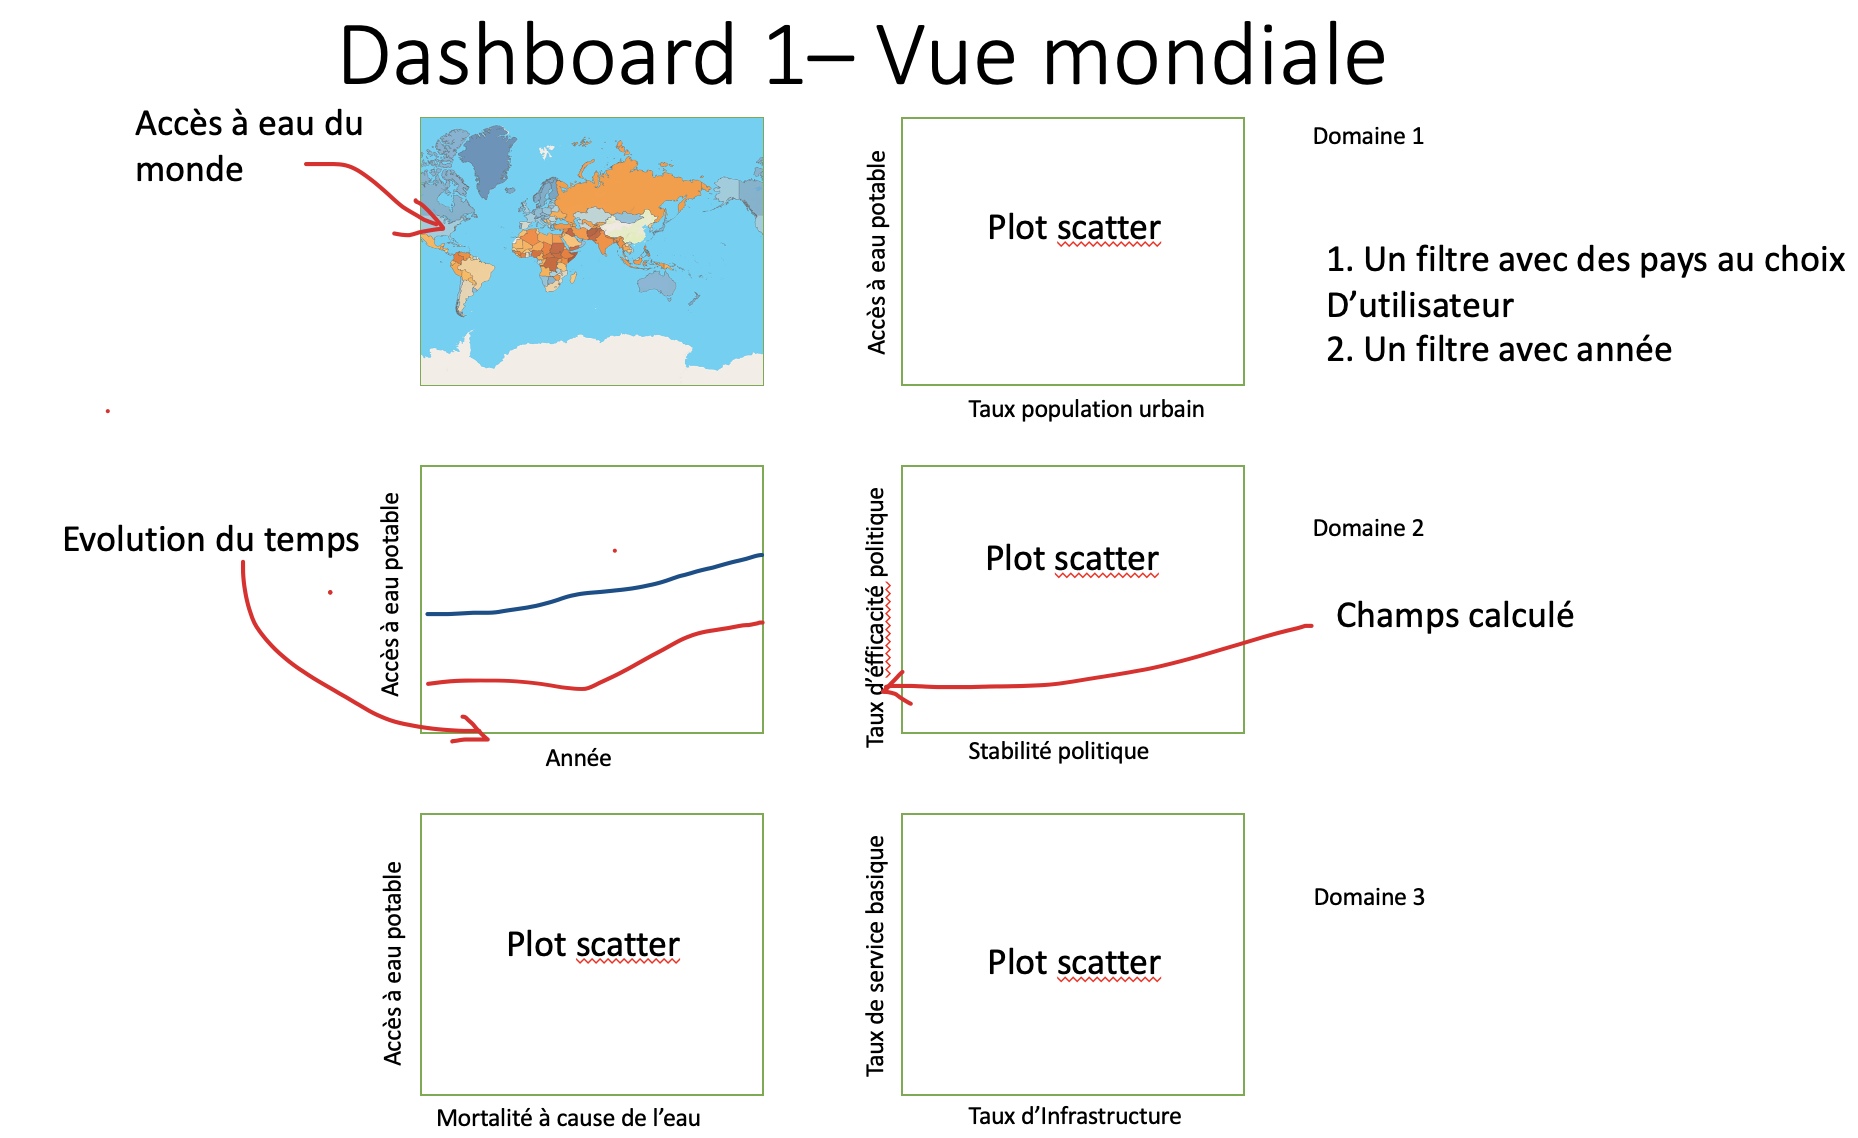 Dashboard 1– Vue mondiale
Accès à eau du
monde
Accès à eau potable
Plot scatter
Taux population urbain
Domaine 1
1. Un filtre avec des pays au choix
D’utilisateur
2. Un filtre avec année
Evolution du temps
Accès à eau potable
Année
Taux d’éfficacité politique
Plot scatter
Stabilité politique
Domaine 2
Champs calculé
Accès à eau potable
Plot scatter
Mortalité à cause de l’eau
Taux de service basique
Plot scatter
Taux d’Infrastructure
Domaine 3